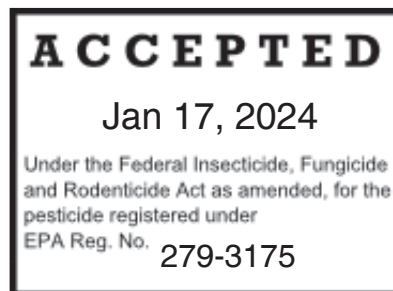 ACCEPTED
Jan 17, 2024
Under the Federal Insecticide, Fungicide
and Rodenticide Act as amended, for the
pesticide registered under
EPA Reg. No. 279-3175